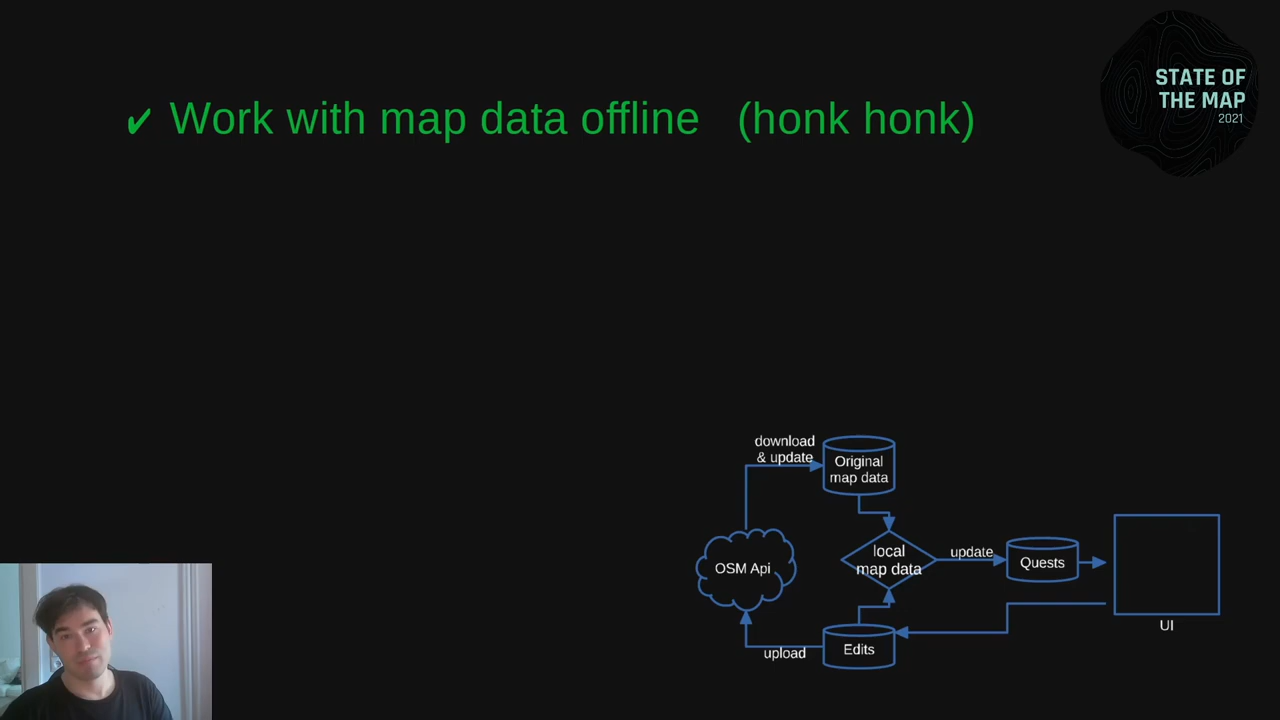 ✔ Work with map data offline (honk honk)
STATE OF
THE MAP
2021
download
& update
Original
map data
OSM Api
local
map data
update
Quests
UI
upload
Edits